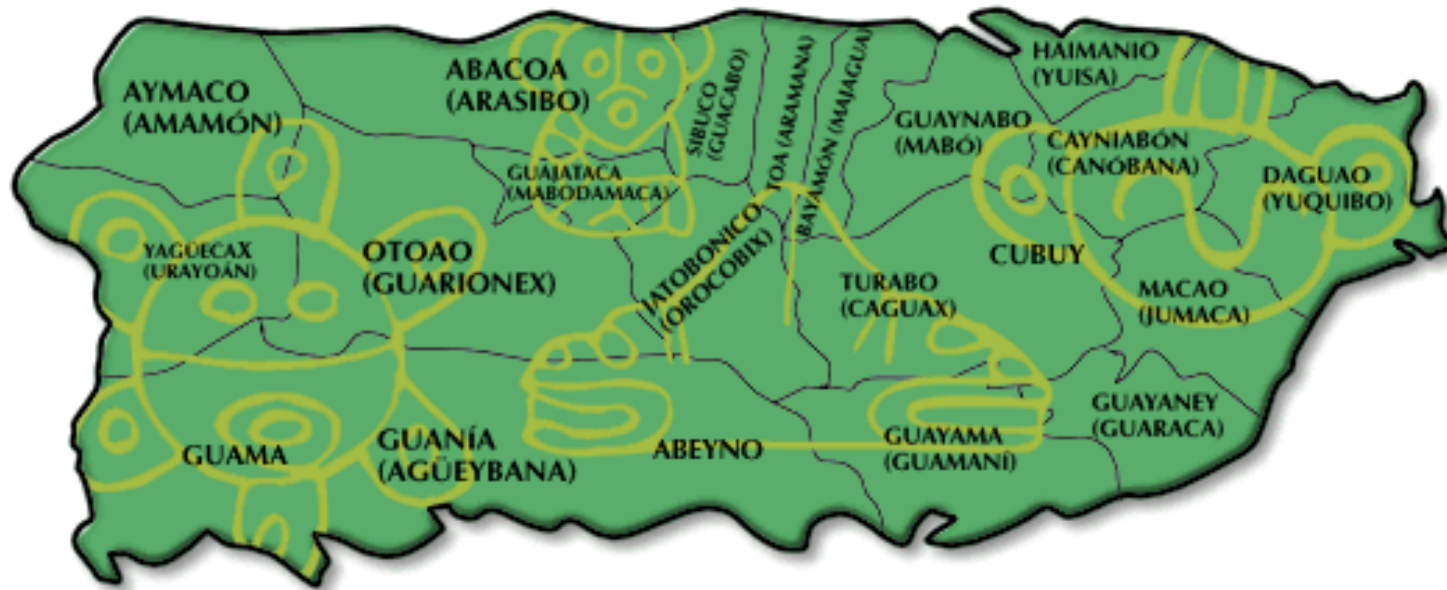 AYMACO
(AMAMÓN)
ABACOA
(ARASIBO)
SIBUCO
(GUACABO)
TOA (ARAMANA)
BAYAMÓN (MAJAGUA)
HAIMANIO
(YUISA)
GUAYNABO
(MABÓ)
CAYNIABÓN
(CANÓBANA)
DAGUAO
(YUQUIBO)
GUAJATACA
(MABODAMACA)
YAGÜECAX
(URAYOÁN)
OTOAO
(GUARIONEX)
JATOBONICO
(OROCOBIX)
TURABO
(CAGUAX)
CUBUY
MACAO
(JUMACA)
GUAMA
GUANÍA
(AGÜEYBANA)
ABEYNO
GUAYAMA
(GUAMANÍ)
GUAYANEY
(GUARACA)